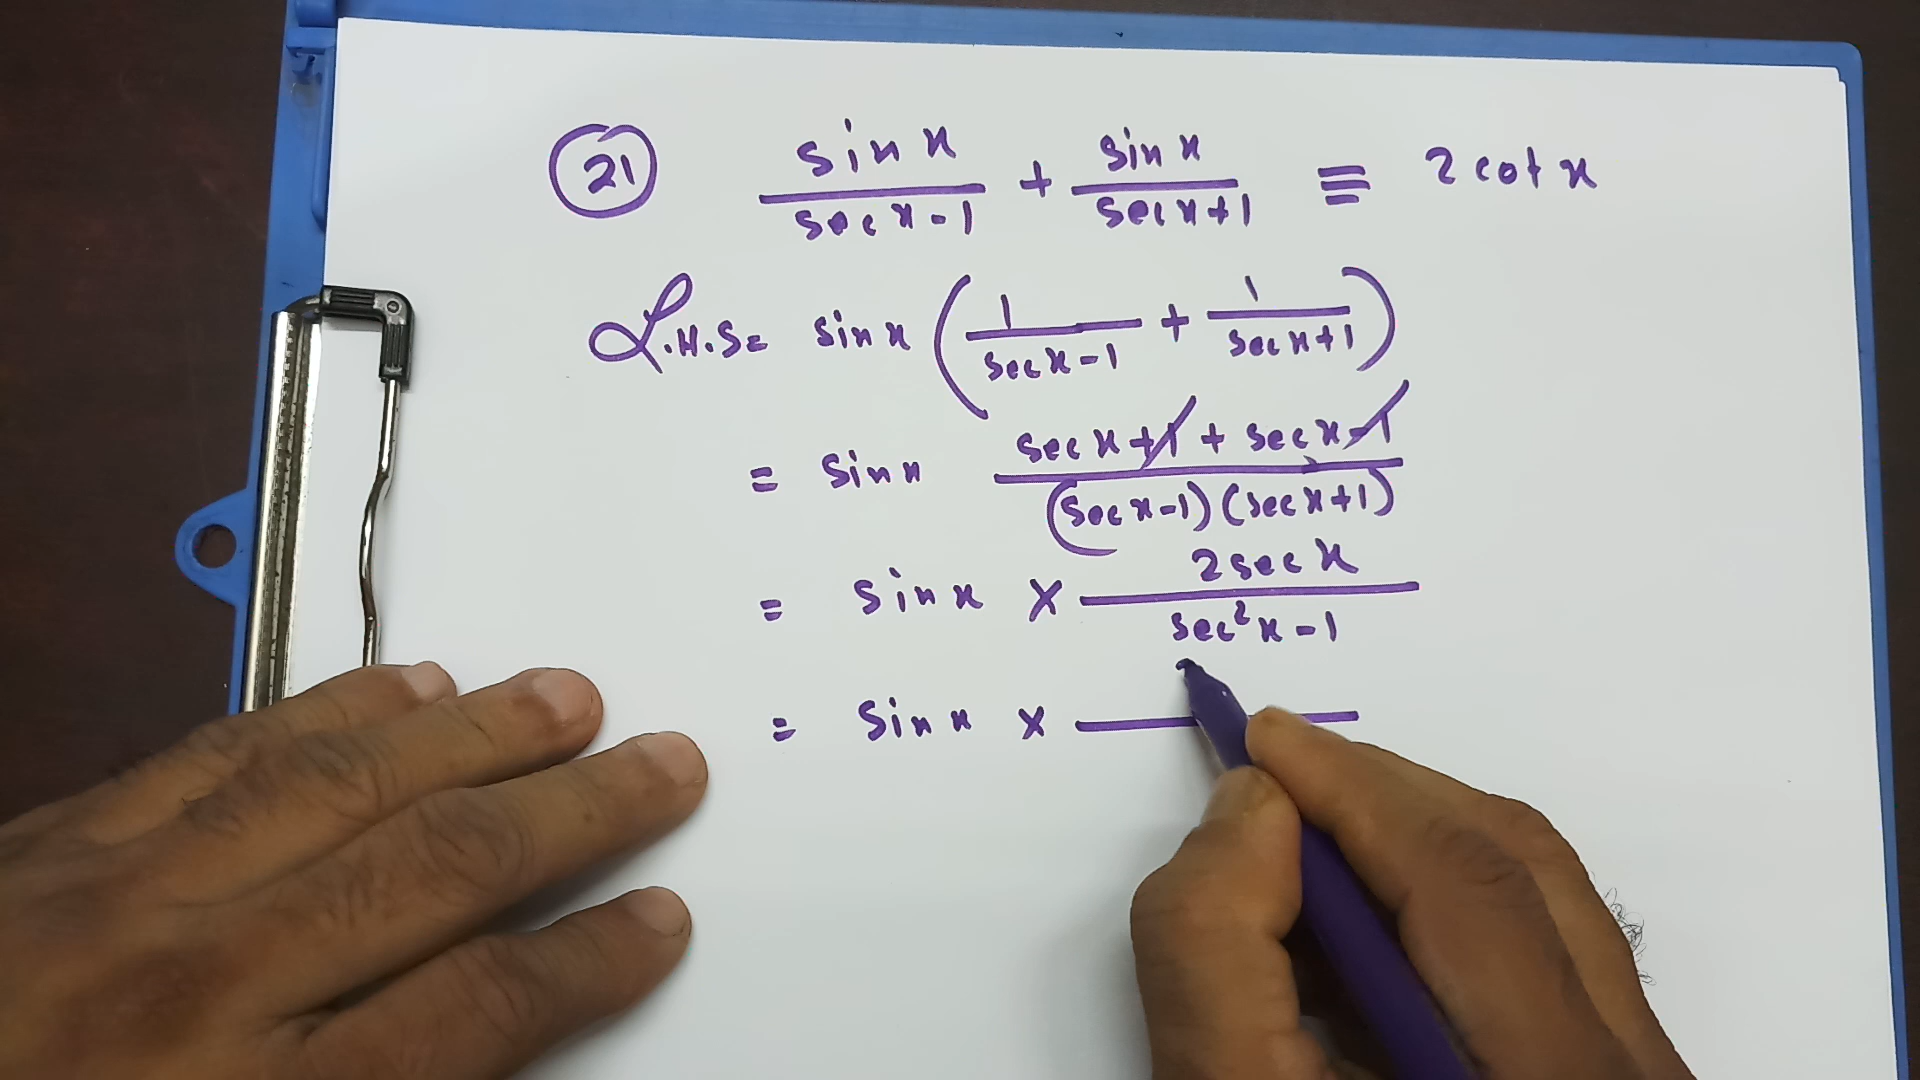 21 sin x / sec x - 1 + sin x / sec x + 1 ≡ 2 cot x
L.H.S = sin x ( 1 / sec x - 1 + 1 / sec x + 1 )
= sin x sec x + 1 + sec x - 1 / (sec x - 1) (sec x + 1)
= sin x × 2 sec x / sec² x - 1
= sin x ×